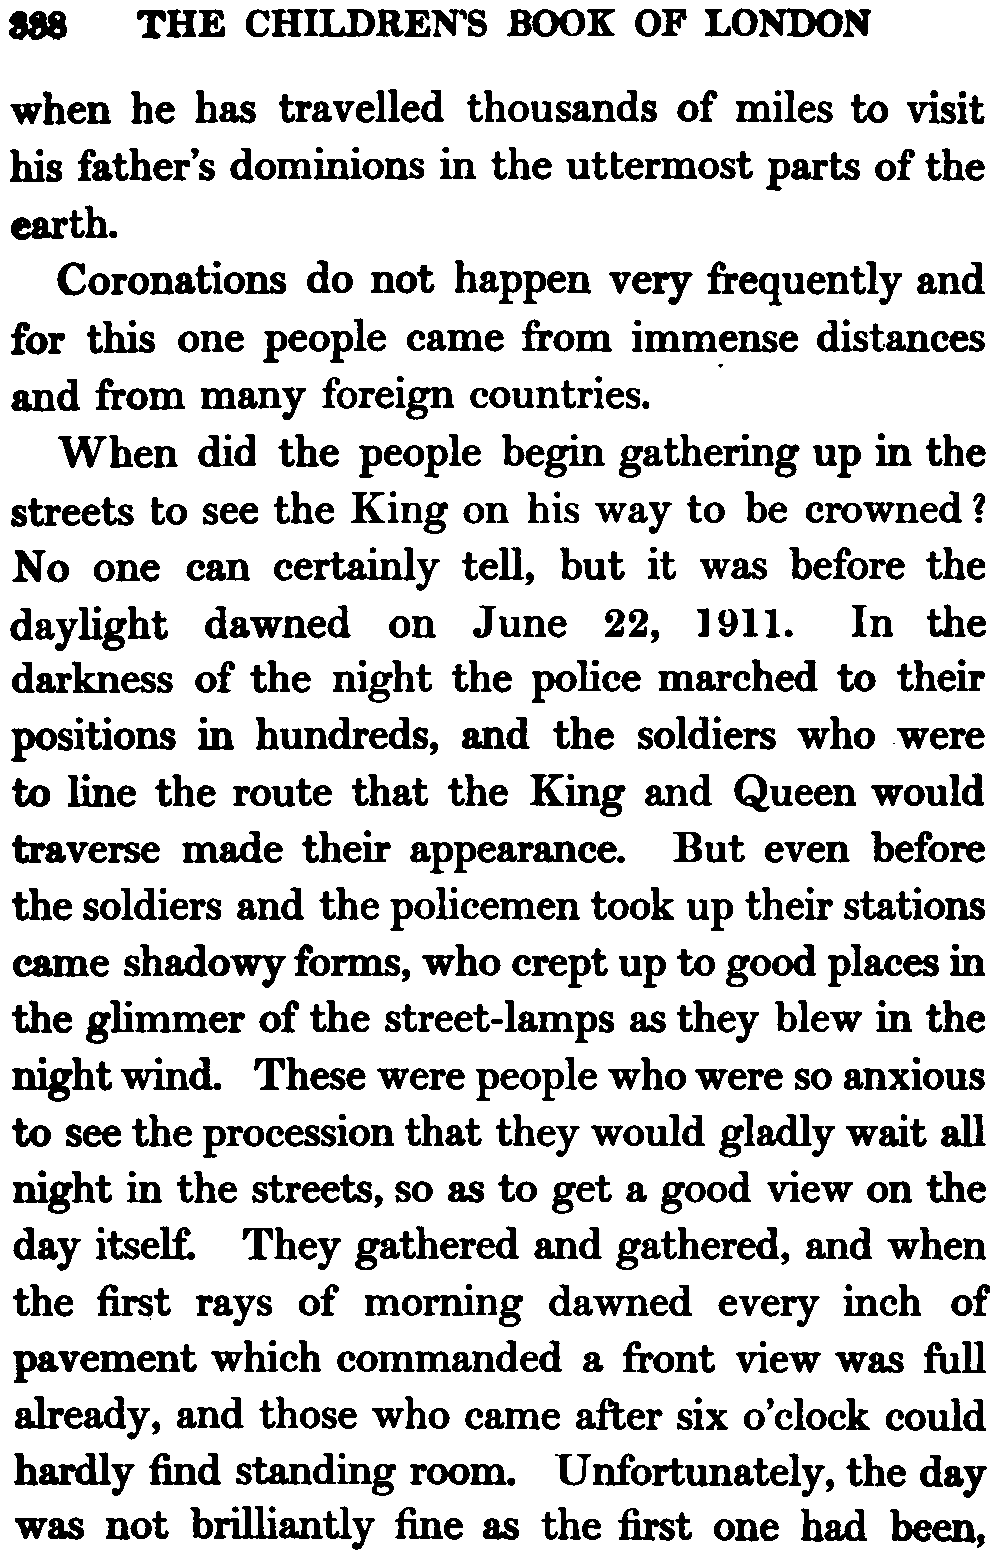 338 THE CHILDREN'S BOOK OF LONDON
when he has travelled thousands of miles to visit
his father's dominions in the uttermost parts of the
earth.
Coronations do not happen very frequently and
for this one people came from immense distances
and from many foreign countries.
When did the people begin gathering up in the
streets to see the King on his way to be crowned?
No one can certainly tell, but it was before the
daylight dawned on June 22, 1911. In the
darkness of the night the police marched to their
positions in hundreds, and the soldiers who were
to line the route that the King and Queen would
traverse made their appearance. But even before
the soldiers and the policemen took up their stations
came shadowy forms, who crept up to good places in
the glimmer of the street-lamps as they blew in the
night wind. These were people who were so anxious
to see the procession that they would gladly wait all
night in the streets, so as to get a good view on the
day itself. They gathered and gathered, and when
the first rays of morning dawned every inch of
pavement which commanded a front view was full
already, and those who came after six o'clock could
hardly find standing room. Unfortunately, the day
was not brilliantly fine as the first one had been,